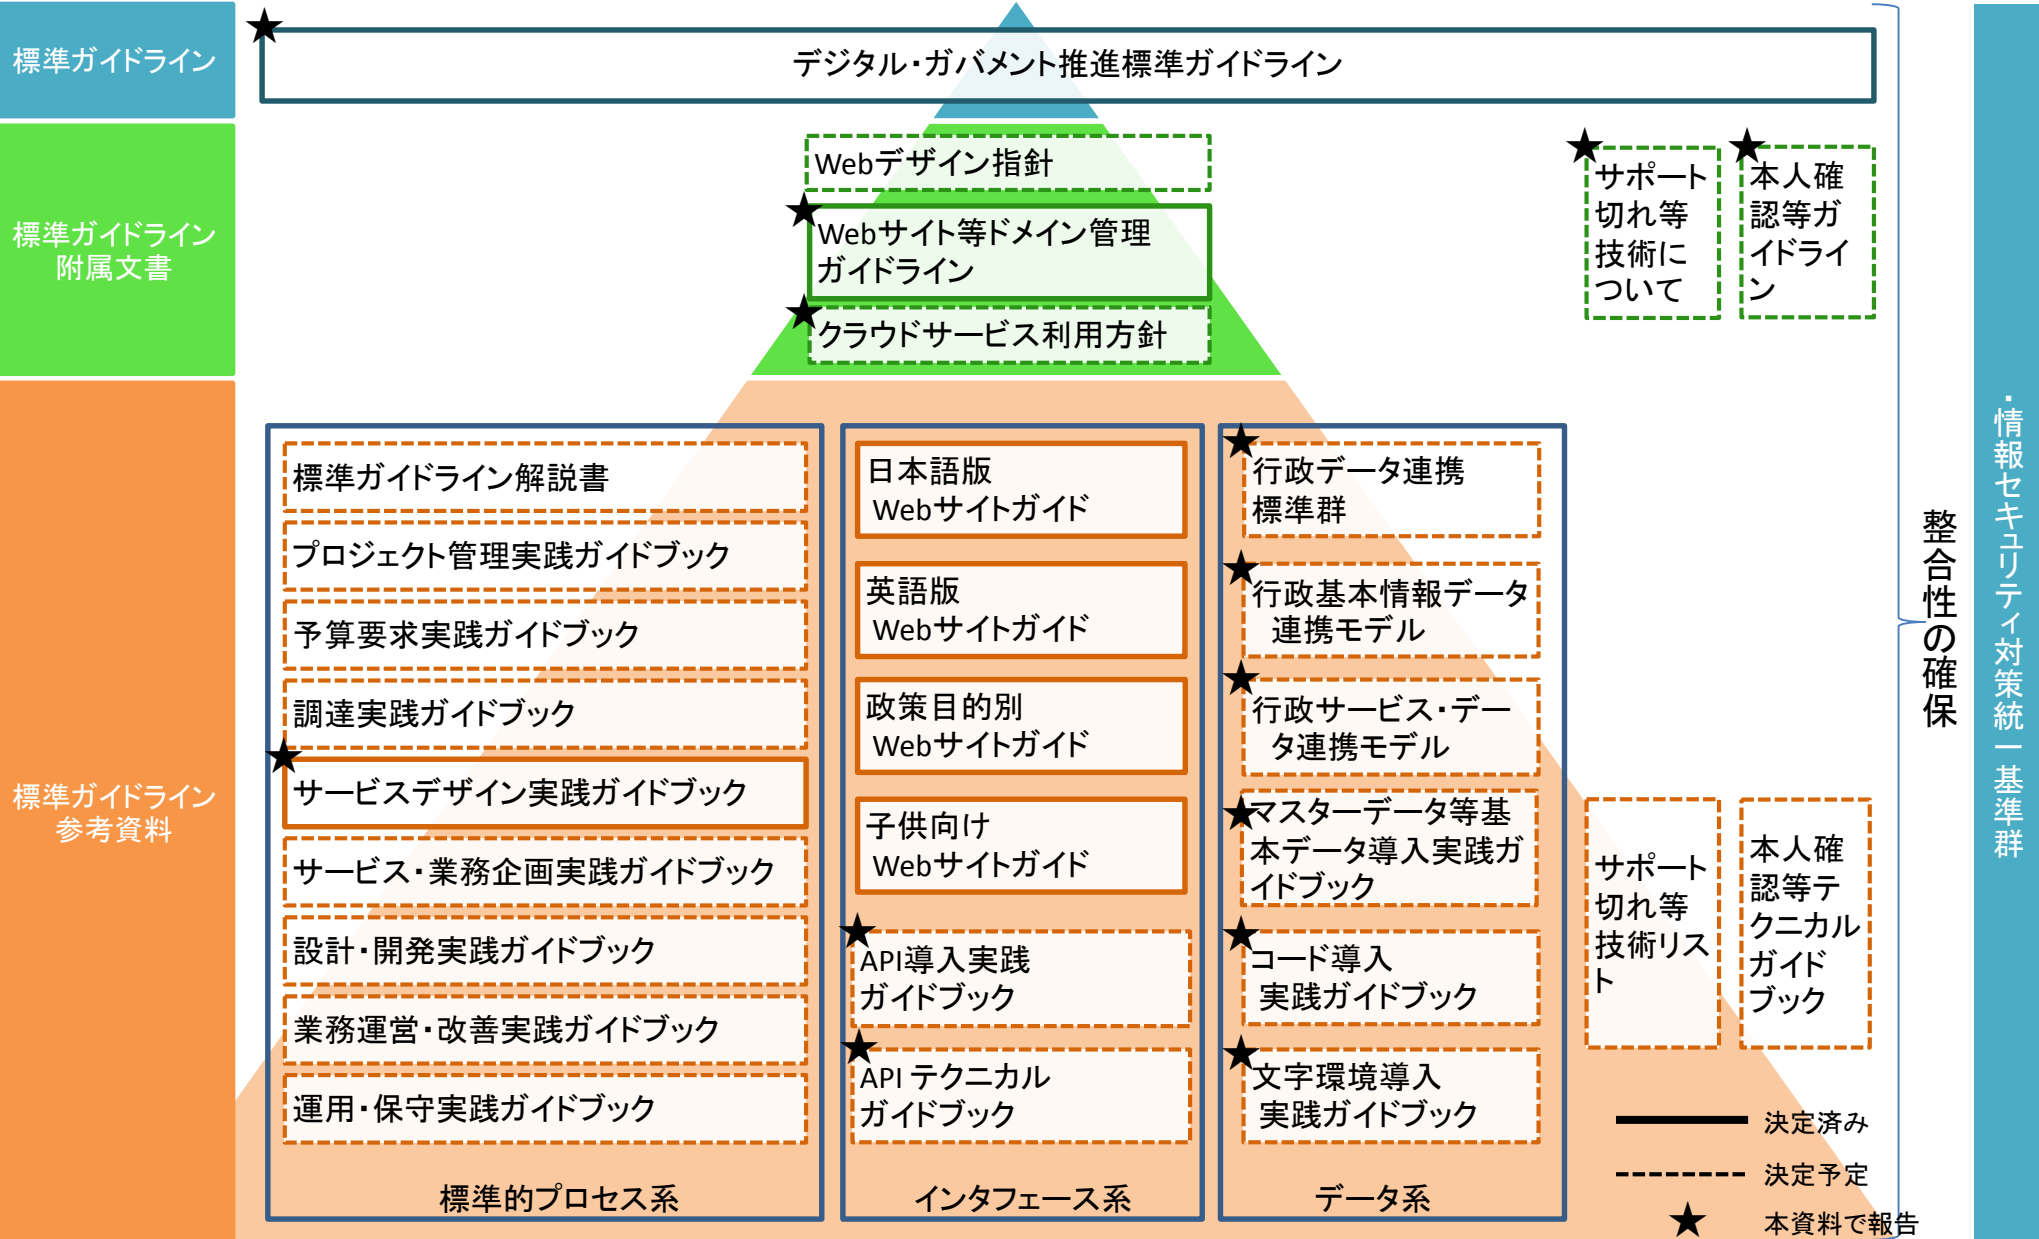 標準ガイドライン
デジタル・ガバメント推進標準ガイドライン
標準ガイドライン
附属文書
Webデザイン指針
Webサイト等ドメイン管理
ガイドライン
クラウドサービス利用方針
サポート
切れ等
技術に
ついて
本人確
認等ガ
イドライ
ン
標準ガイドライン
参考資料
標準ガイドライン解説書
プロジェクト管理実践ガイドブック
予算要求実践ガイドブック
調達実践ガイドブック
サービスデザイン実践ガイドブック
サービス・業務企画実践ガイドブック
設計・開発実践ガイドブック
業務運営・改善実践ガイドブック
運用・保守実践ガイドブック
標準的プロセス系
日本語版
Webサイトガイド
英語版
Webサイトガイド
政策目的別
Webサイトガイド
子供向け
Webサイトガイド
API導入実践
ガイドブック
API テクニカル
ガイドブック
インタフェース系
行政データ連携
標準群
行政基本情報データ
連携モデル
行政サービス・デー
タ連携モデル
マスターデータ等基
本データ導入実践ガ
イドブック
コード導入
実践ガイドブック
文字環境導入
実践ガイドブック
データ系
サポート
切れ等
技術リス
ト
本人確
認等テ
クニカル
ガイド
ブック
決定済み
決定予定
★ 本資料で報告
整合性の確保
・情報セキュリティ対策統一基準群